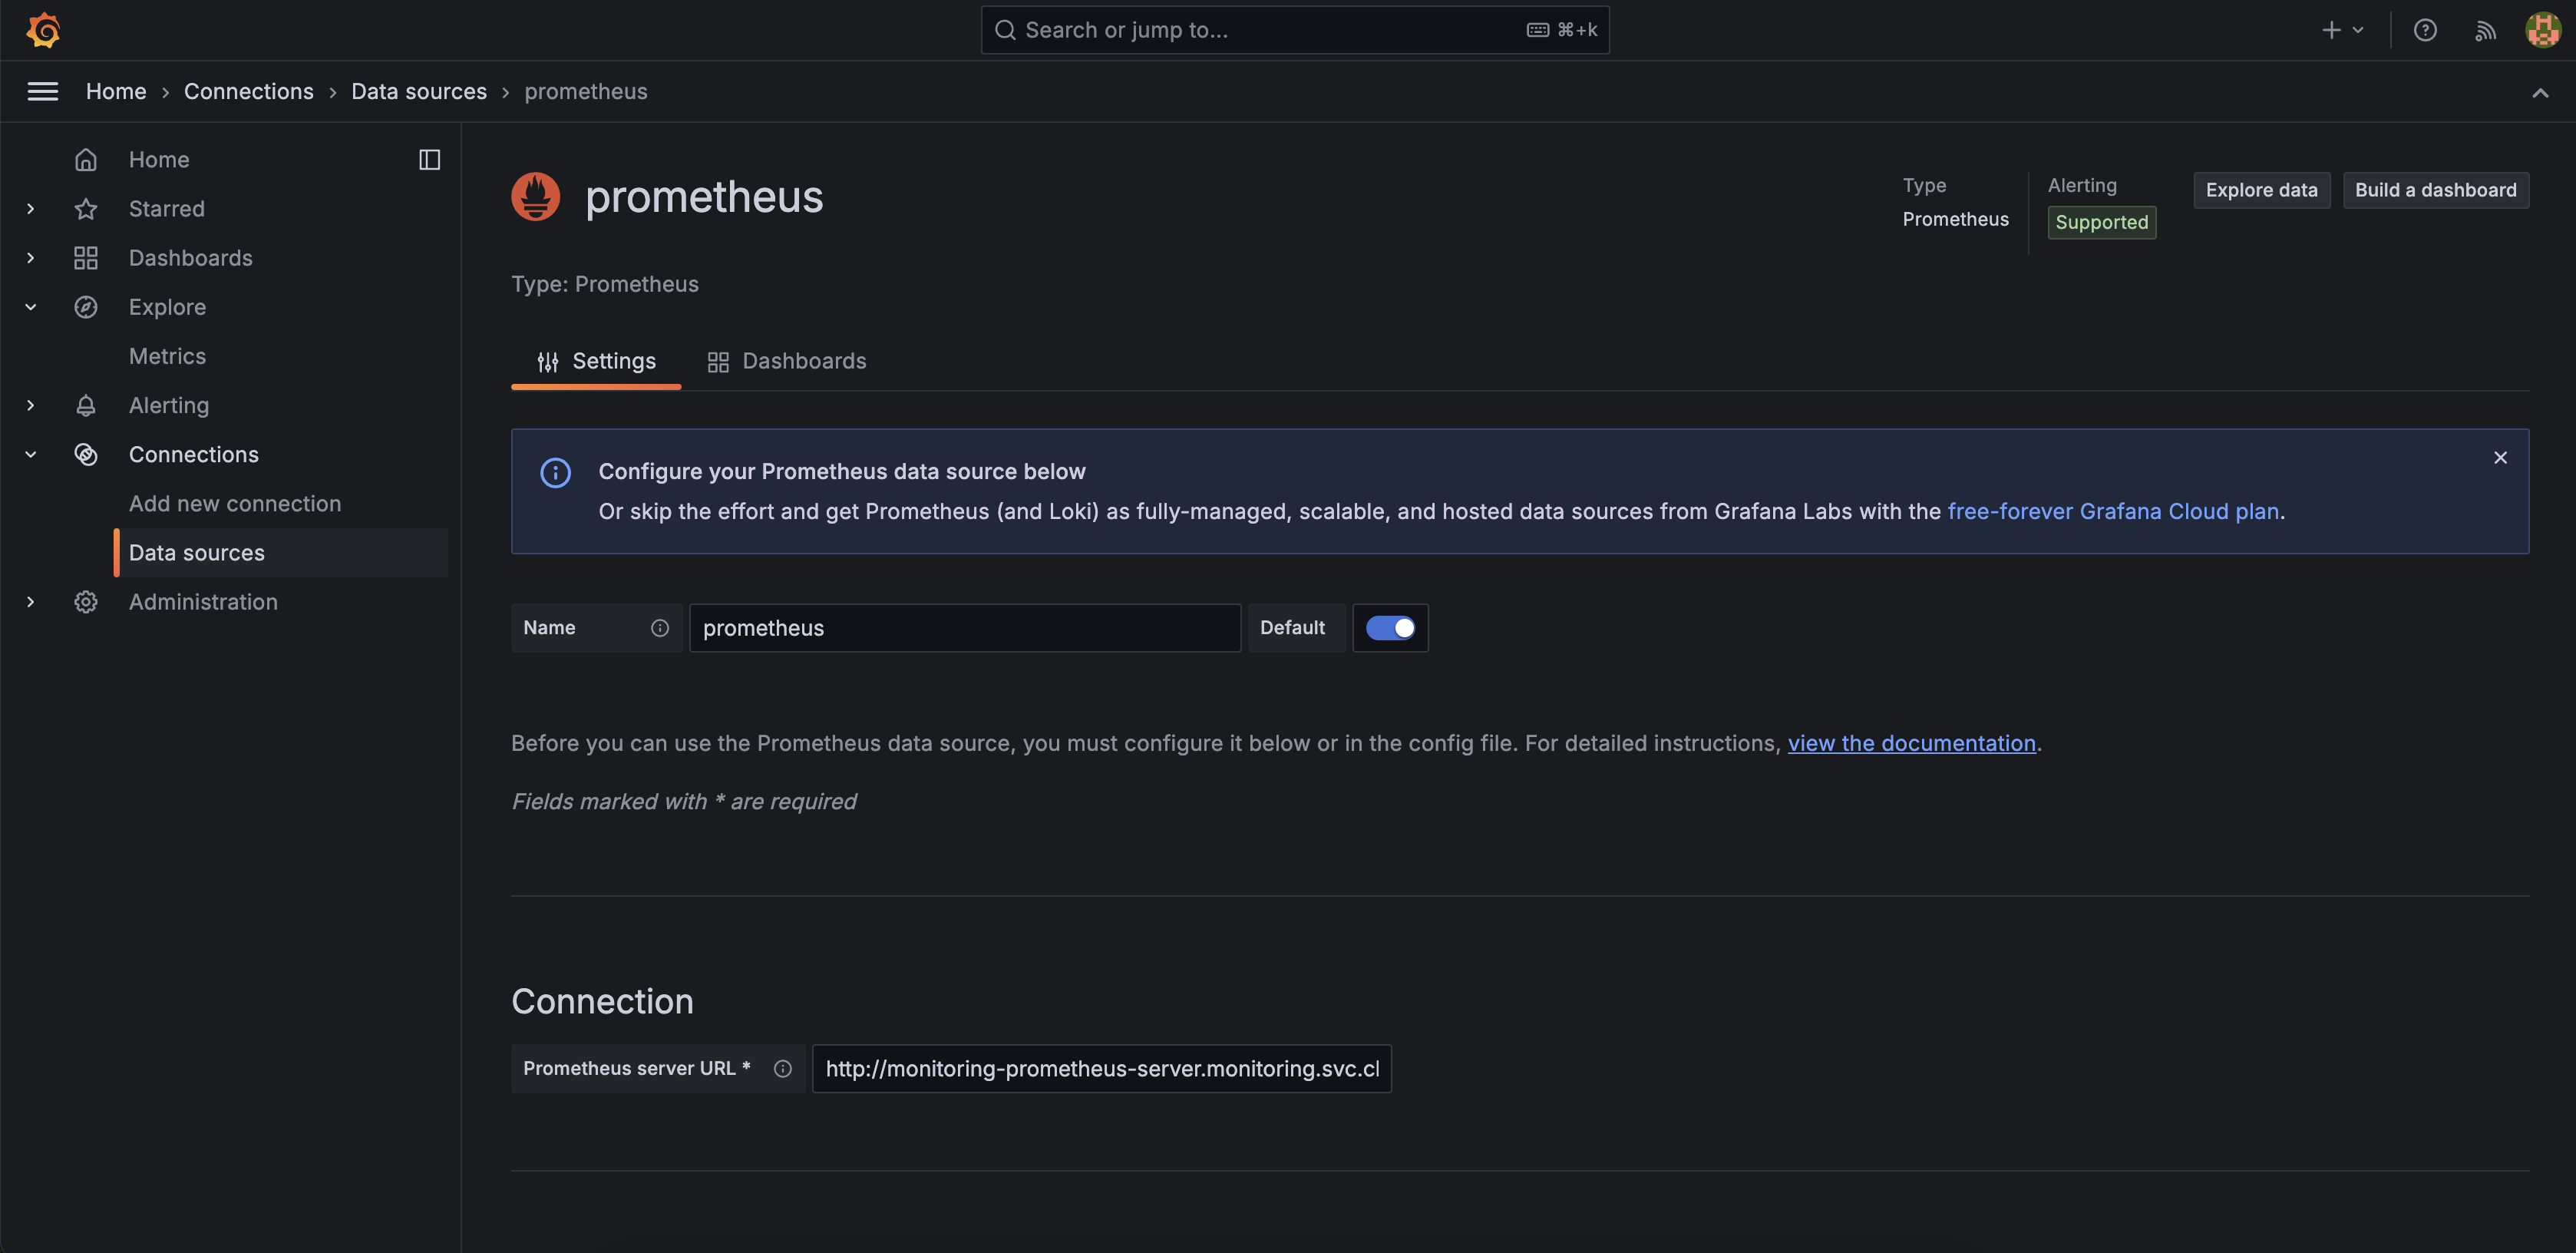 Search or jump to...
⌘+k
Home
Connections
Data sources
prometheus
Home
Starred
Dashboards
Explore
Metrics
Alerting
Connections
Add new connection
Data sources
Administration
prometheus
Type
Prometheus
Alerting
Supported
Explore data
Build a dashboard
Type: Prometheus
Settings
Dashboards
Configure your Prometheus data source below
Or skip the effort and get Prometheus (and Loki) as fully-managed, scalable, and hosted data sources from Grafana Labs with the free-forever Grafana Cloud plan.
Name
prometheus
Default
Before you can use the Prometheus data source, you must configure it below or in the config file. For detailed instructions, view the documentation.
Fields marked with * are required
Connection
Prometheus server URL *
http://monitoring-prometheus-server.monitoring.svc.cl